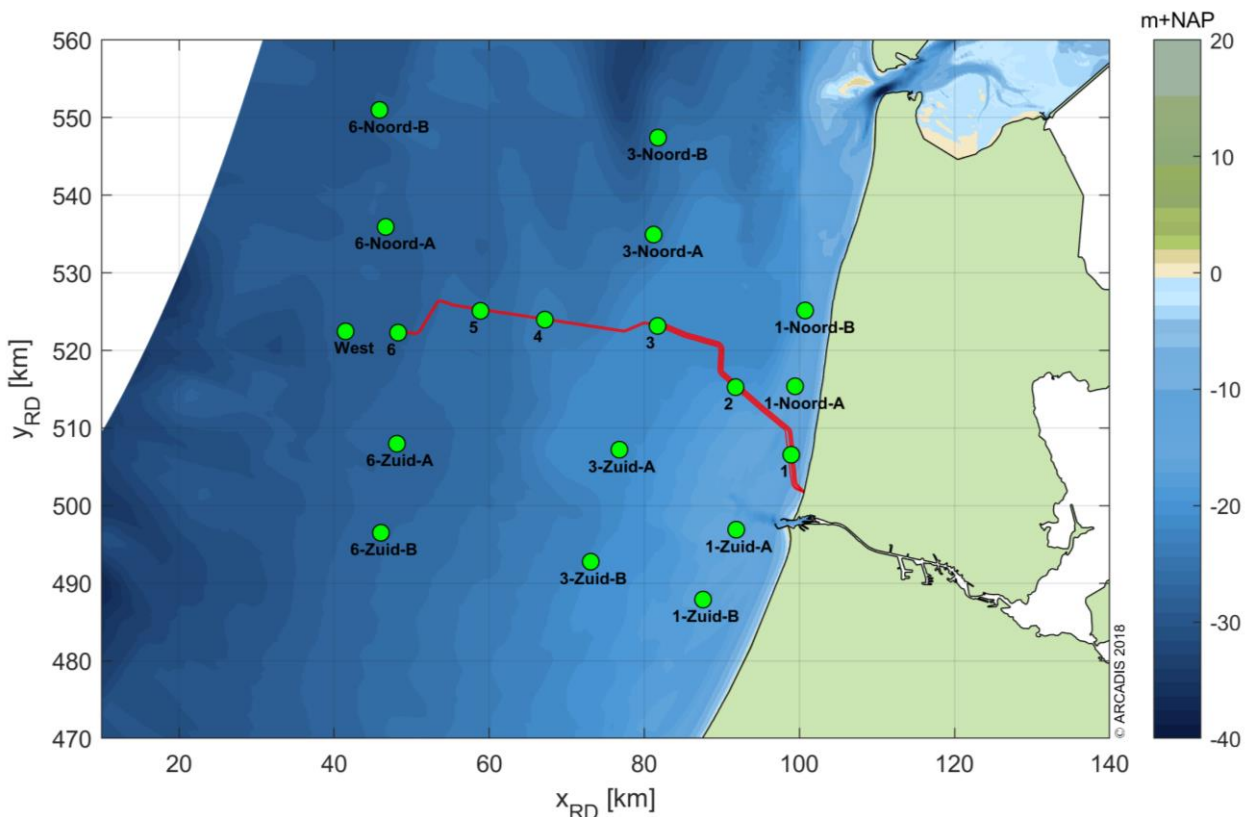 m+NAP
560
550
540
530
520
510
500
490
480
470
y_RD [km]
6-Noord-B
3-Noord-B
6-Noord-A
3-Noord-A
1-Noord-B
5
4
3
West
6
2
1-Noord-A
6-Zuid-A
3-Zuid-A
1
6-Zuid-B
1-Zuid-A
3-Zuid-B
1-Zuid-B
20
40
60
80
100
120
140
x_RD [km]
20
10
0
-10
-20
-30
-40
© ARCADIS 2018